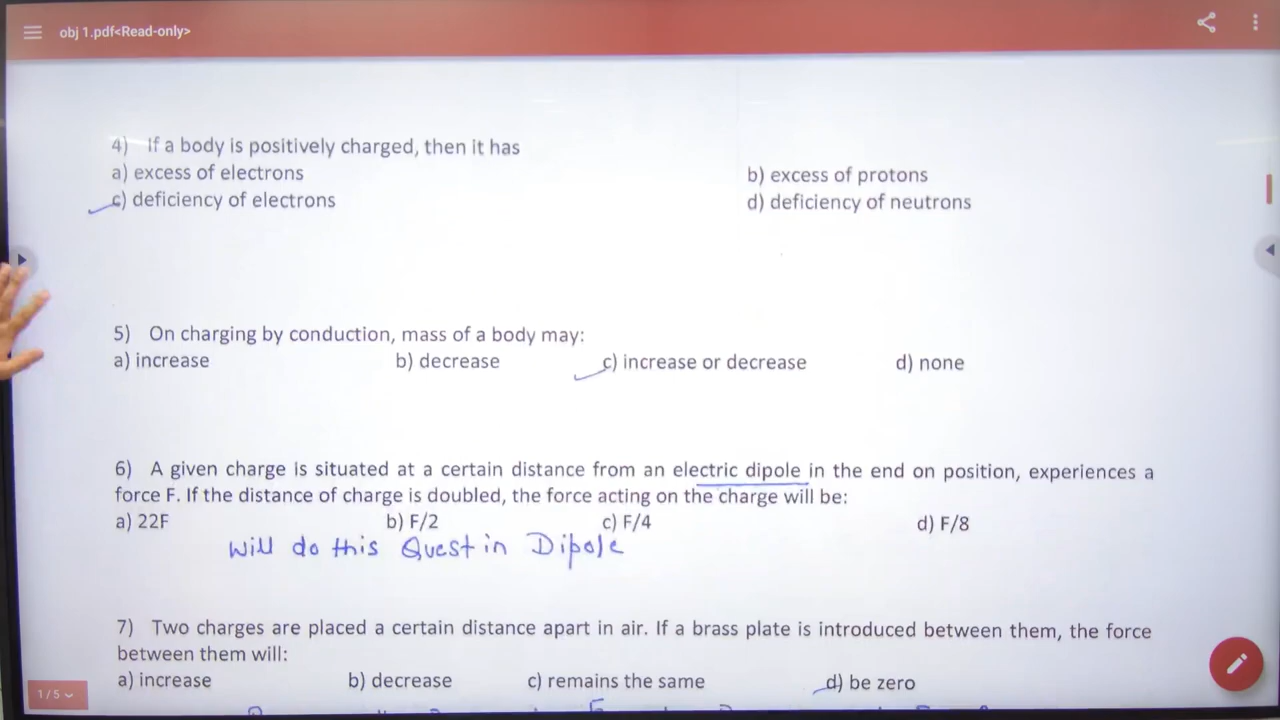 obj 1.pdf<Read-only>
4) If a body is positively charged, then it has
a) excess of electrons b) excess of protons
c) deficiency of electrons d) deficiency of neutrons
5) On charging by conduction, mass of a body may:
a) increase b) decrease c) increase or decrease d) none
6) A given charge is situated at a certain distance from an electric dipole in the end on position, experiences a
force F. If the distance of charge is doubled, the force acting on the charge will be:
a) 22F b) F/2 c) F/4 d) F/8
Will do this Quest in Dipole
7) Two charges are placed a certain distance apart in air. If a brass plate is introduced between them, the force
between them will:
a) increase b) decrease c) remains the same d) be zero
1/5